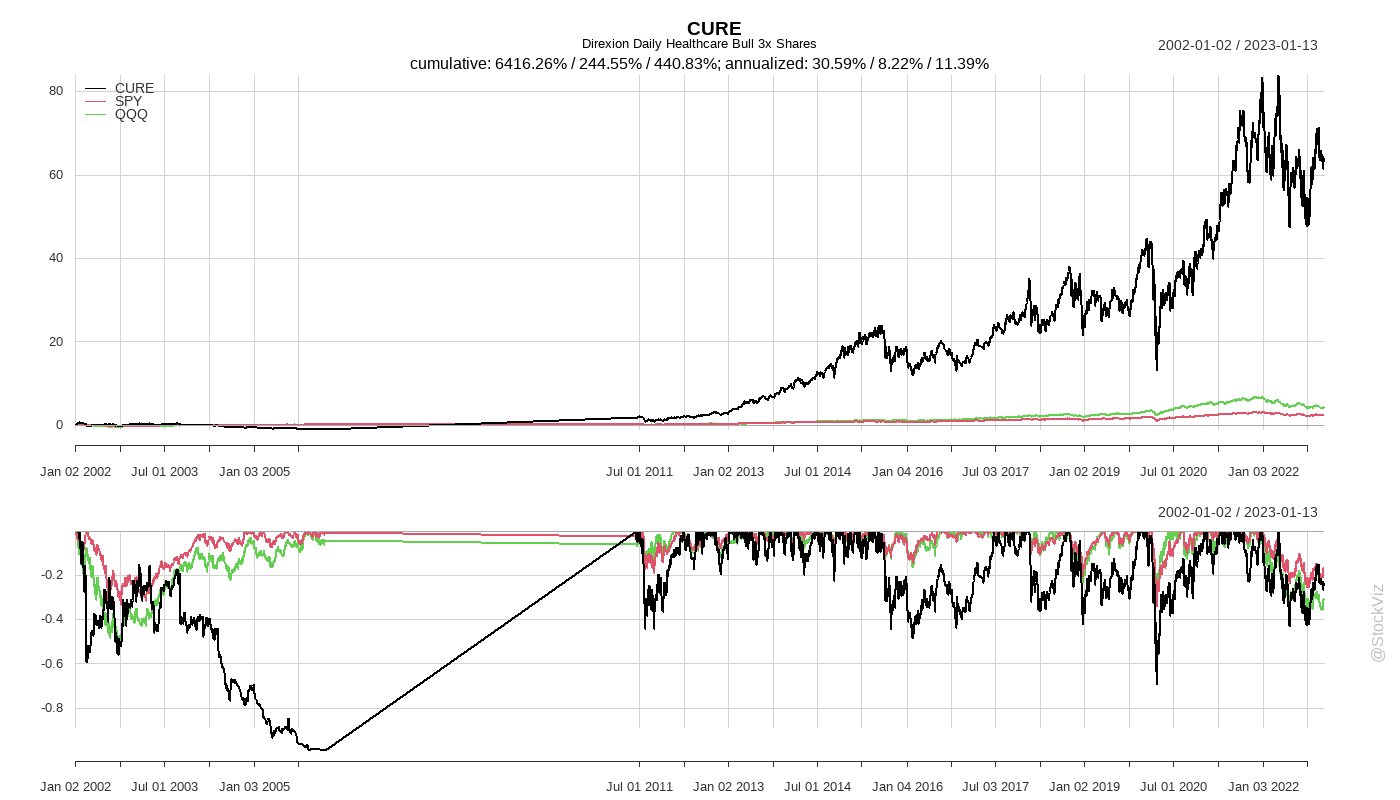 CURE
Direxion Daily Healthcare Bull 3x Shares
2002-01-02 / 2023-01-13
cumulative: 6416.26% / 244.55% / 440.83%; annualized: 30.59% / 8.22% / 11.39%
CURE
SPY
QQQ
80
60
40
20
0
Jan 02 2002 Jul 01 2003 Jan 03 2005 Jul 01 2011 Jan 02 2013 Jul 01 2014 Jan 04 2016 Jul 03 2017 Jan 02 2019 Jul 01 2020 Jan 03 2022
2002-01-02 / 2023-01-13
-0.2
-0.4
-0.6
-0.8
Jan 02 2002 Jul 01 2003 Jan 03 2005 Jul 01 2011 Jan 02 2013 Jul 01 2014 Jan 04 2016 Jul 03 2017 Jan 02 2019 Jul 01 2020 Jan 03 2022
@StockViz